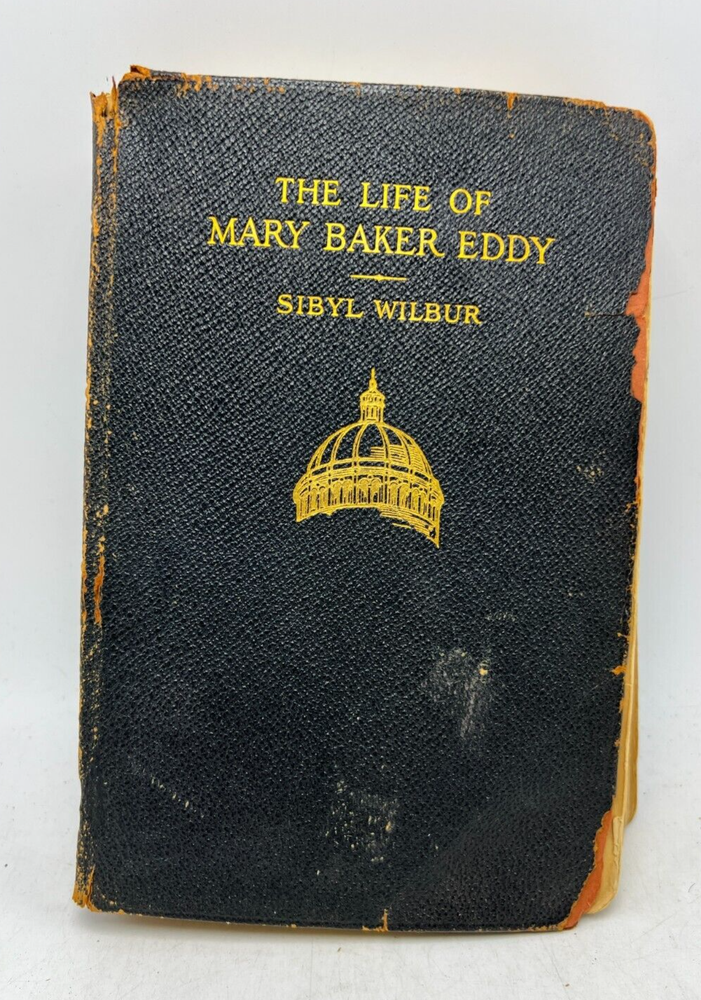 THE LIFE OF
MARY BAKER EDDY
SIBYL WILBUR